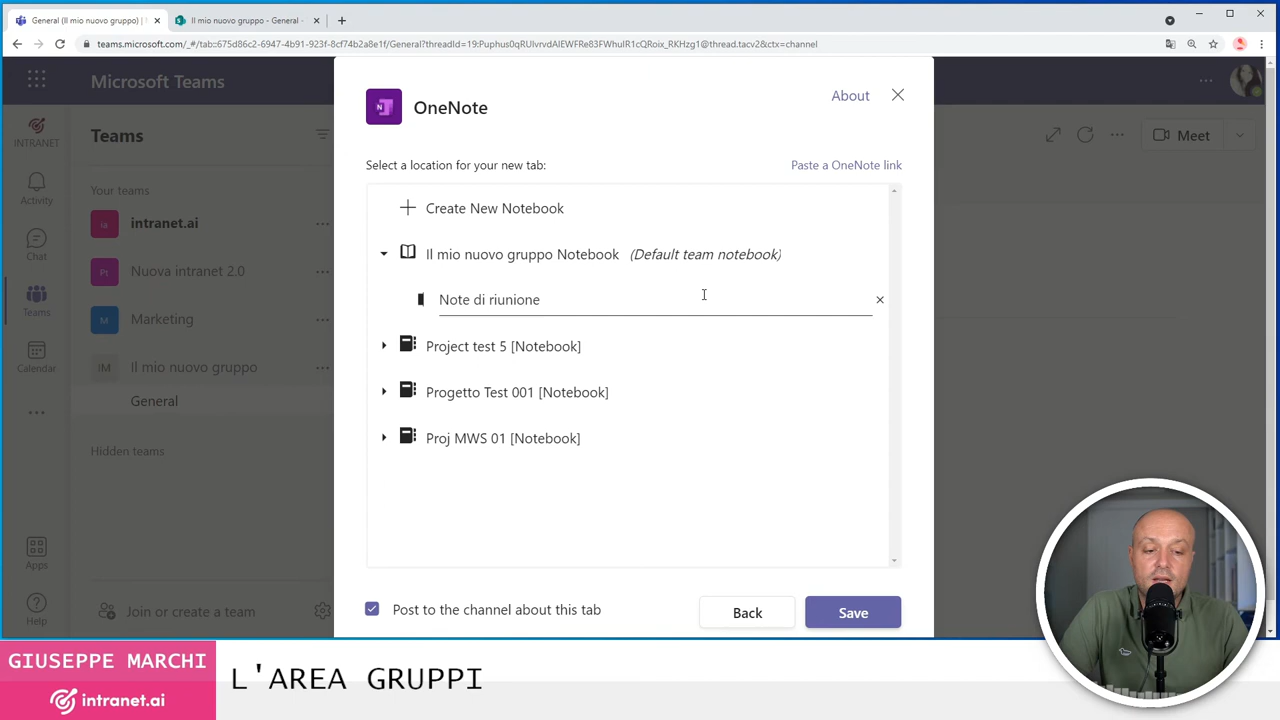 General (Il mio nuovo gruppo) |
Il mio nuovo gruppo - General -
teams.microsoft.com/_#/tab::675d86c2-6947-4b91-923f-8cf74b2a8e1f/General?threadId=19:Puphus0qRUIvrvdAIEWFRe83FWhuIR1cQRoix_RKHzg1@thread.tacv2&ctx=channel
Microsoft Teams
INTRANET
Activity
Chat
Teams
Calendar
Apps
Help
Teams
Your teams
intranet.ai
Nuova intranet 2.0
Marketing
IM
Il mio nuovo gruppo
General
Hidden teams
Join or create a team
Meet
OneNote
About
Select a location for your new tab:
Paste a OneNote link
Create New Notebook
Il mio nuovo gruppo Notebook (Default team notebook)
Note di riunione
Project test 5 [Notebook]
Progetto Test 001 [Notebook]
Proj MWS 01 [Notebook]
Post to the channel about this tab
Back
Save
GIUSEPPE MARCHI
intranet.ai
L'AREA GRUPPI